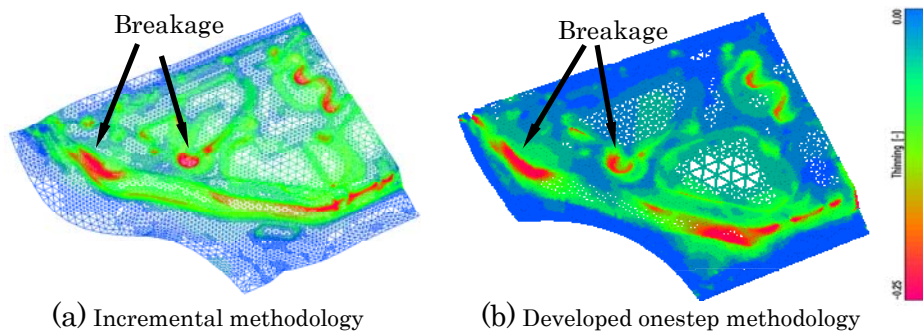 Breakage
Breakage
0.00
Thinning [-]
-0.25
(a) Incremental methodology
(b) Developed onestep methodology